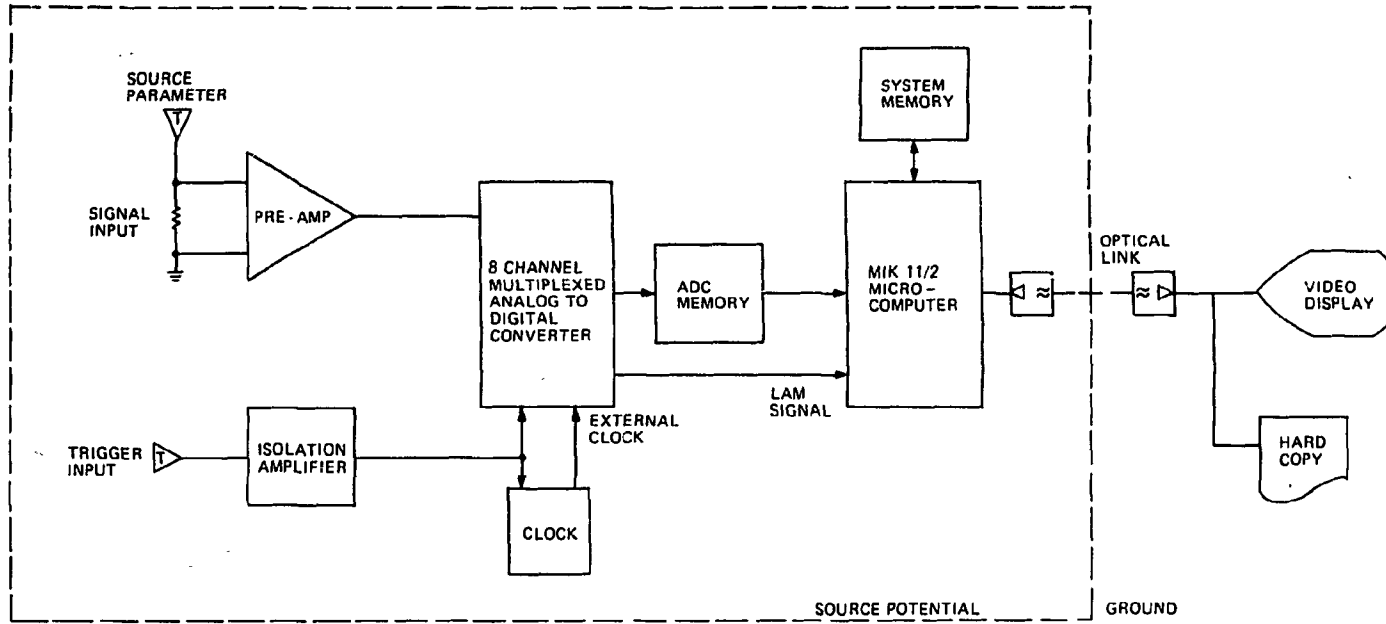 SOURCE
PARAMETER
T
SIGNAL
INPUT
PRE-AMP
8 CHANNEL
MULTIPLEXED
ANALOG TO
DIGITAL
CONVERTER
ADC
MEMORY
SYSTEM
MEMORY
MIK 11/2
MICRO-
COMPUTER
OPTICAL
LINK
VIDEO
DISPLAY
LAM
SIGNAL
EXTERNAL
CLOCK
TRIGGER
INPUT
T
ISOLATION
AMPLIFIER
CLOCK
HARD
COPY
SOURCE POTENTIAL
GROUND